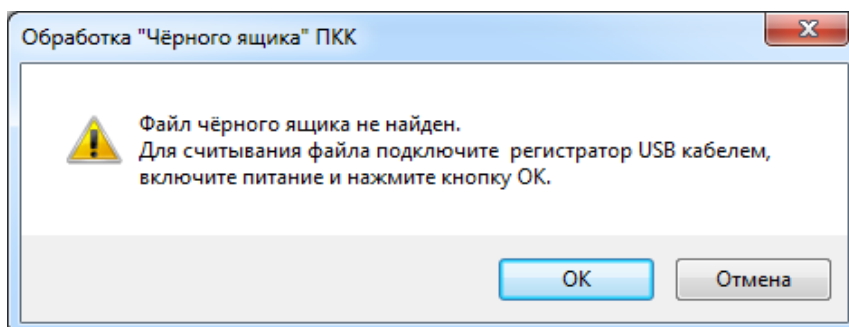 Обработка "Чёрного ящика" ПКК
Файл чёрного ящика не найден.
Для считывания файла подключите  регистратор USB кабелем,
включите питание и нажмите кнопку ОК.
ОК
Отмена